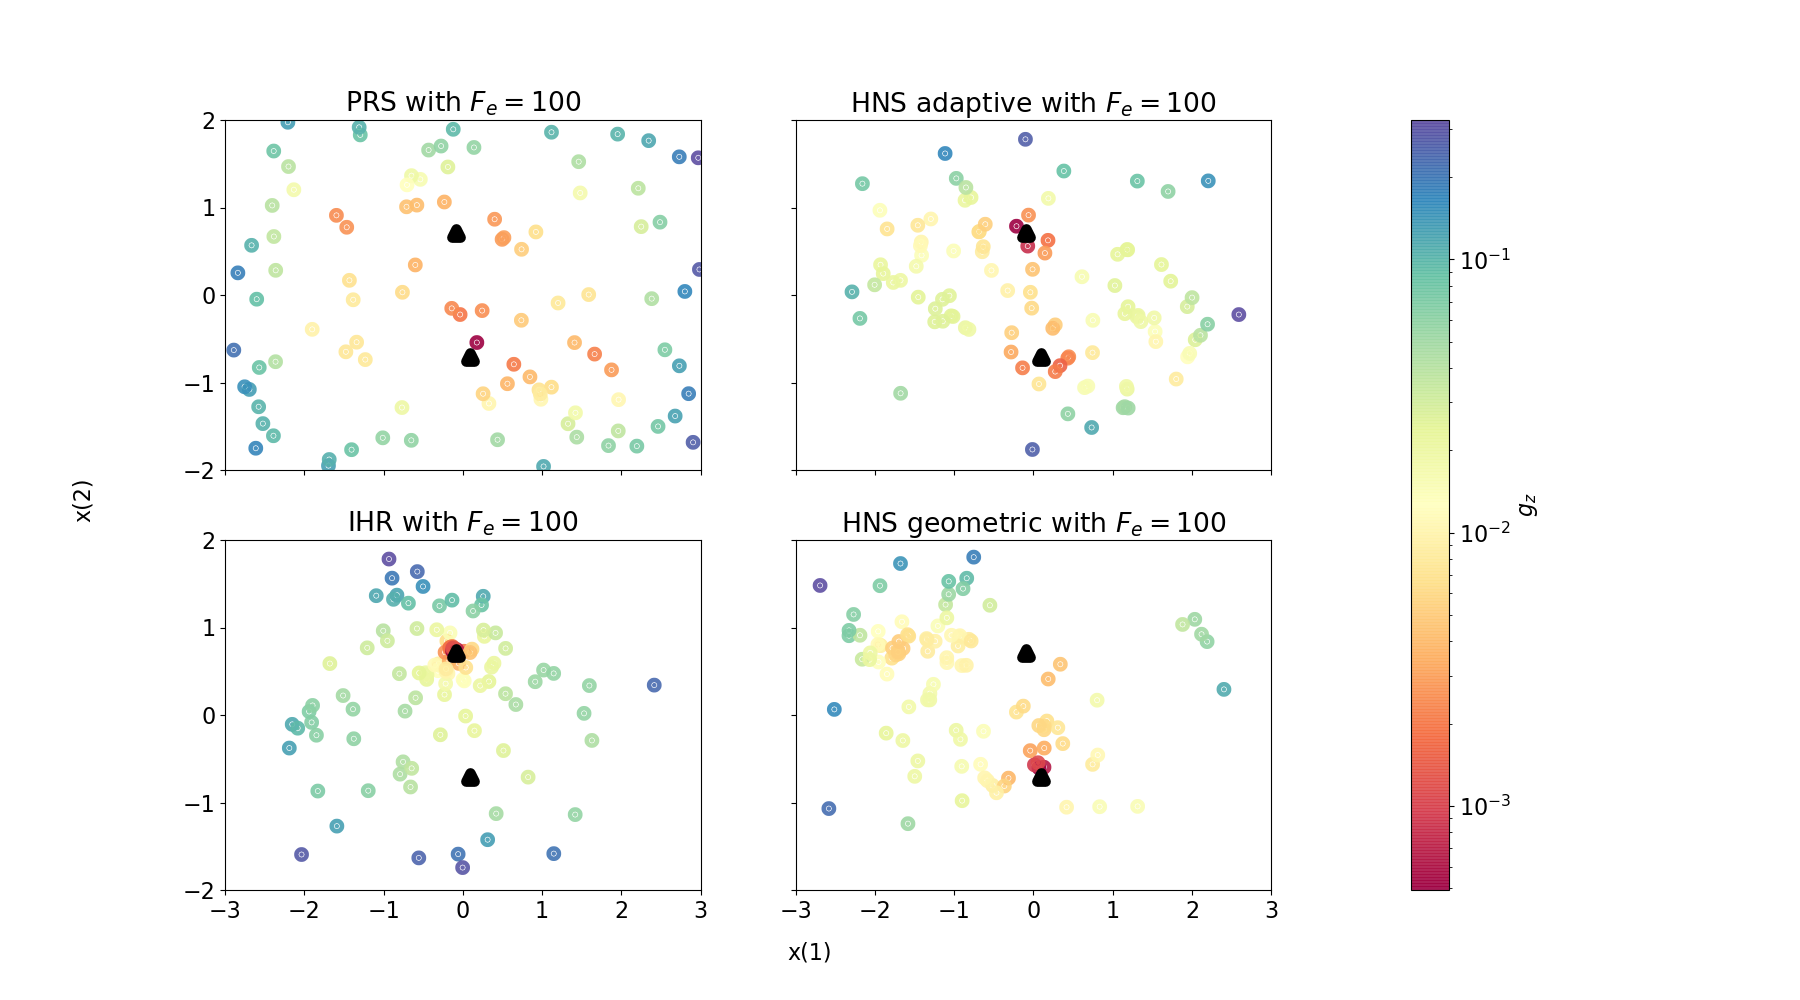 PRS with $F_e = 100$
HNS adaptive with $F_e = 100$
2
1
0
−1
−2
x(2)
10⁻¹
10⁻²
10⁻³
g_z
IHR with $F_e = 100$
HNS geometric with $F_e = 100$
2
1
0
−1
−2
−3 −2 −1 0 1 2 3
−3 −2 −1 0 1 2 3
x(1)